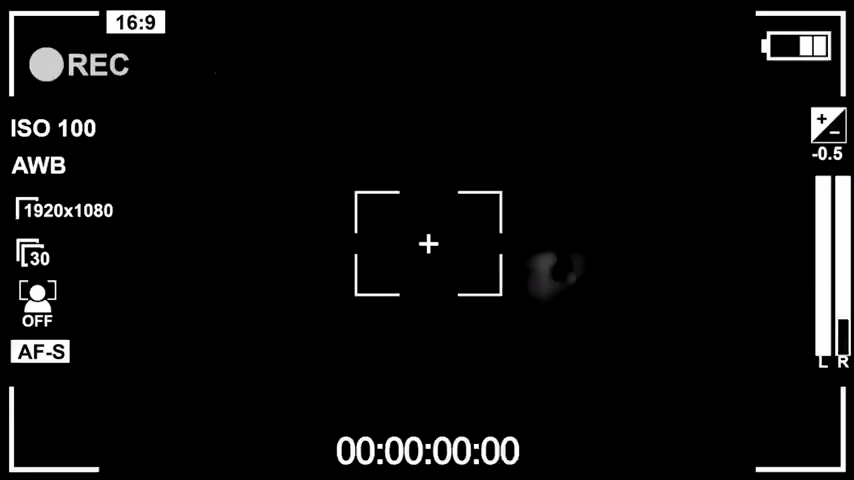 16:9
REC
ISO 100
AWB
-0.5
1920x1080
30
OFF
AF-S
L R
00:00:00:00